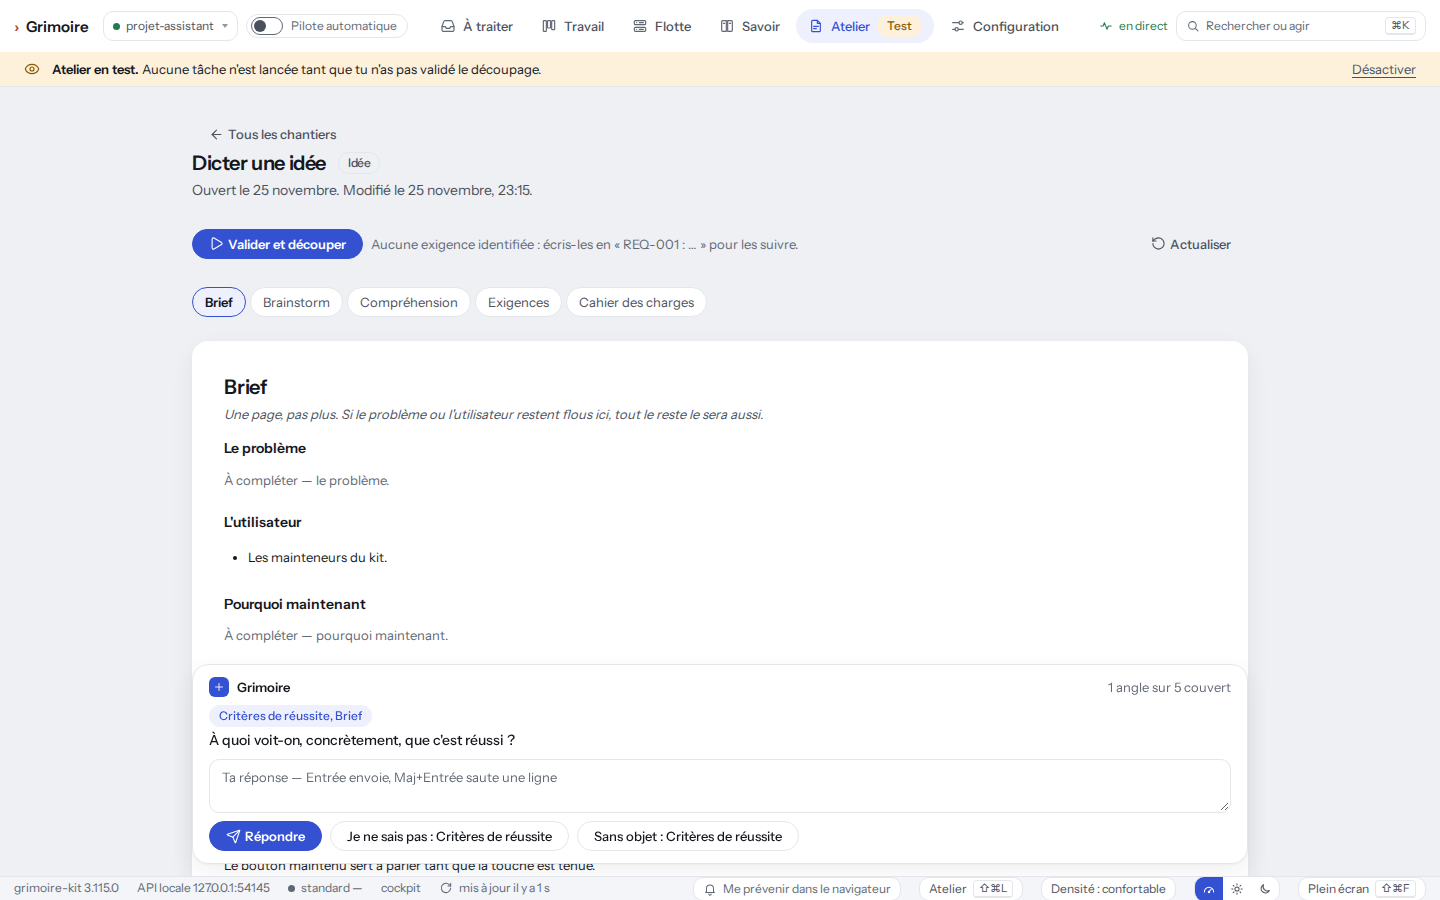 › Grimoire
projet-assistant
Pilote automatique
À traiter
Travail
Flotte
Savoir
Atelier Test
Configuration
en direct
Rechercher ou agir ⌘K
Atelier en test. Aucune tâche n'est lancée tant que tu n'as pas validé le découpage.
Désactiver
← Tous les chantiers
Dicter une idée Idée
Ouvert le 25 novembre. Modifié le 25 novembre, 23:15.
Valider et découper
Aucune exigence identifiée : écris-les en « REQ-001 : … » pour les suivre.
Actualiser
Brief
Brainstorm
Compréhension
Exigences
Cahier des charges
Brief
Une page, pas plus. Si le problème ou l'utilisateur restent flous ici, tout le reste le sera aussi.
Le problème
À compléter — le problème.
L'utilisateur
• Les mainteneurs du kit.
Pourquoi maintenant
À compléter — pourquoi maintenant.
Grimoire
1 angle sur 5 couvert
Critères de réussite, Brief
À quoi voit-on, concrètement, que c'est réussi ?
Ta réponse — Entrée envoie, Maj+Entrée saute une ligne
Répondre
Je ne sais pas : Critères de réussite
Sans objet : Critères de réussite
Le bouton maintenu sert à parler tant que la touche est tenue.
grimoire-kit 3.115.0
API locale 127.0.0.1:54145
standard —
cockpit
mis à jour il y a 1 s
Me prévenir dans le navigateur
Atelier ⇧⌘L
Densité : confortable
Plein écran ⇧⌘F